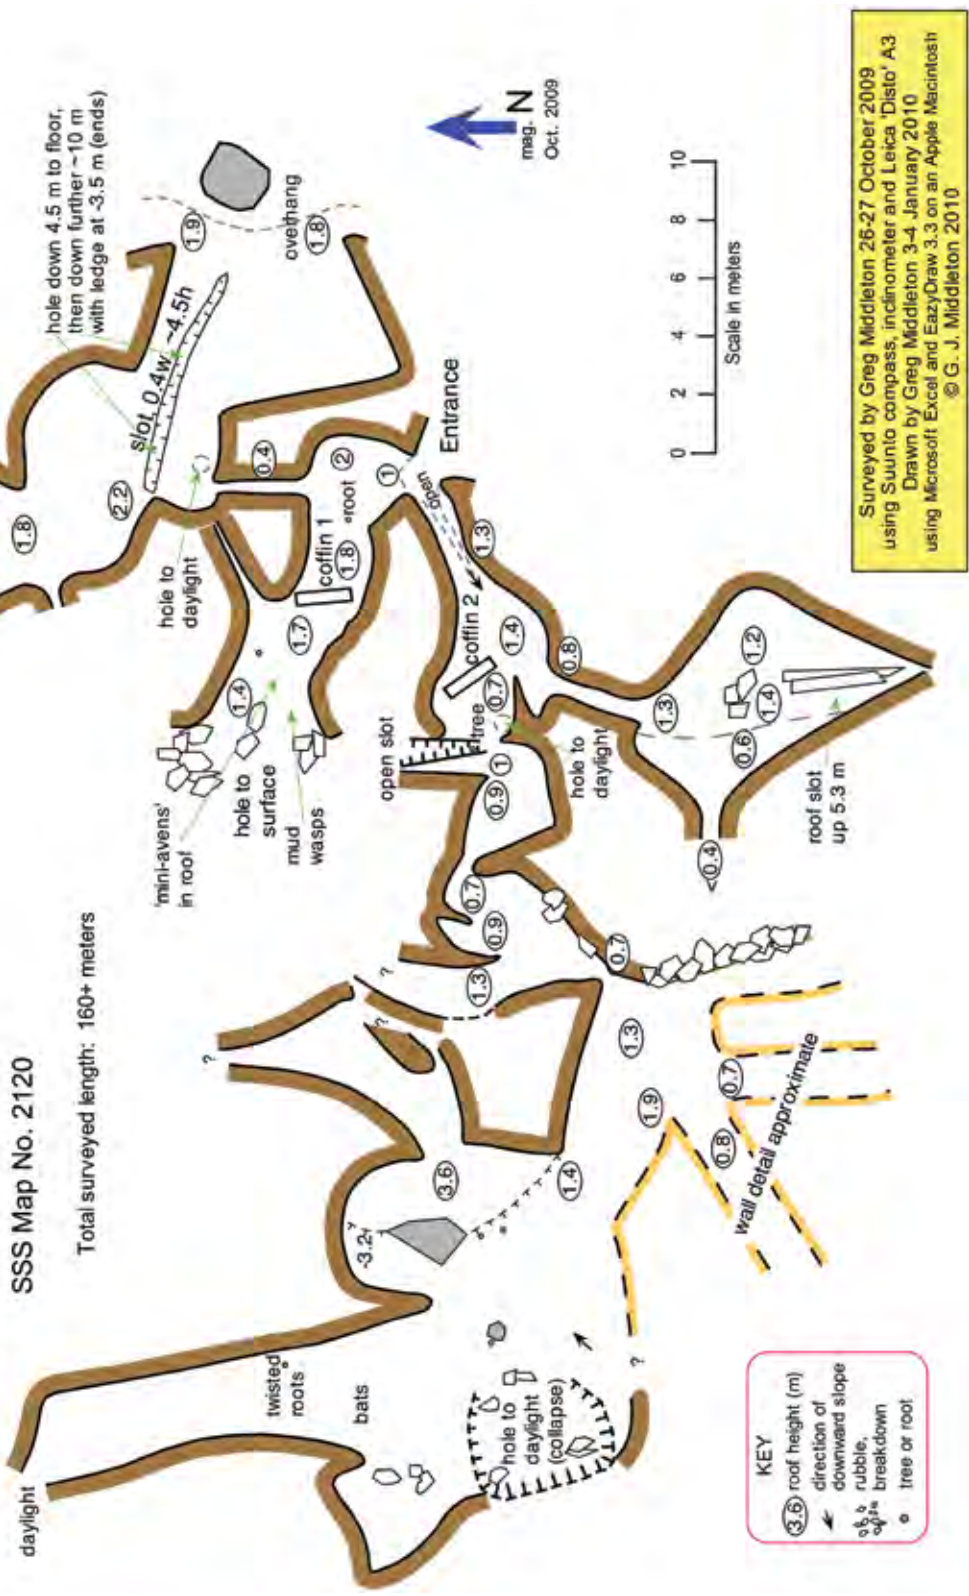 SSS Map No. 2120
Total surveyed length: 160+ meters
daylight
twisted
roots
bats
hole to
daylight
(collapse)
?
-3.2
3.6
1.4
?
?
?
1.3
0.9
0.7
0.9
1
open slot
tree
0.7
coffin 2
1.4
hole to
daylight
0.8
1.3
open
1
Entrance
'mini-avens'
in roof
hole to
surface
mud
wasps
1.4
1.7
coffin 1
1.8
root
2
0.4
hole to
daylight
2.2
1.8
slot, 0.4w, ~4.5h
hole down 4.5 m to floor,
then down further ~10 m
with ledge at -3.5 m (ends)
1.9
overhang
1.8
mag. N
Oct. 2009
0 2 4 6 8 10
Scale in meters
1.3
1.9
0.7
0.8
0.7
wall detail approximate
<0.4
0.6
1.3
1.4
1.2
roof slot
up 5.3 m
KEY
3.6 roof height (m)
direction of
downward slope
rubble,
breakdown
tree or root
Surveyed by Greg Middleton 26-27 October 2009
using Suunto compass, inclinometer and Leica 'Disto' A3
Drawn by Greg Middleton 3-4 January 2010
using Microsoft Excel and EazyDraw 3.3 on an Apple Macintosh
© G. J. Middleton 2010